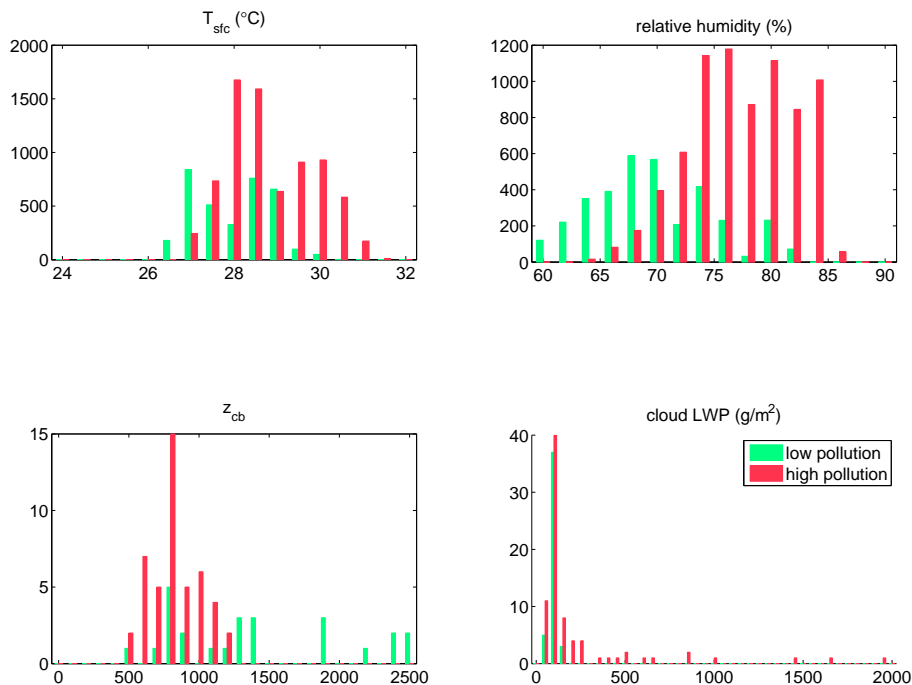 T_sfc (°C)
2000
1500
1000
500
0
24 26 28 30 32
relative humidity (%)
1200
1000
800
600
400
200
0
60 65 70 75 80 85 90
z_cb
15
10
5
0
0 500 1000 1500 2000 2500
cloud LWP (g/m²)
40
30
20
10
0
0 500 1000 1500 2000
low pollution
high pollution